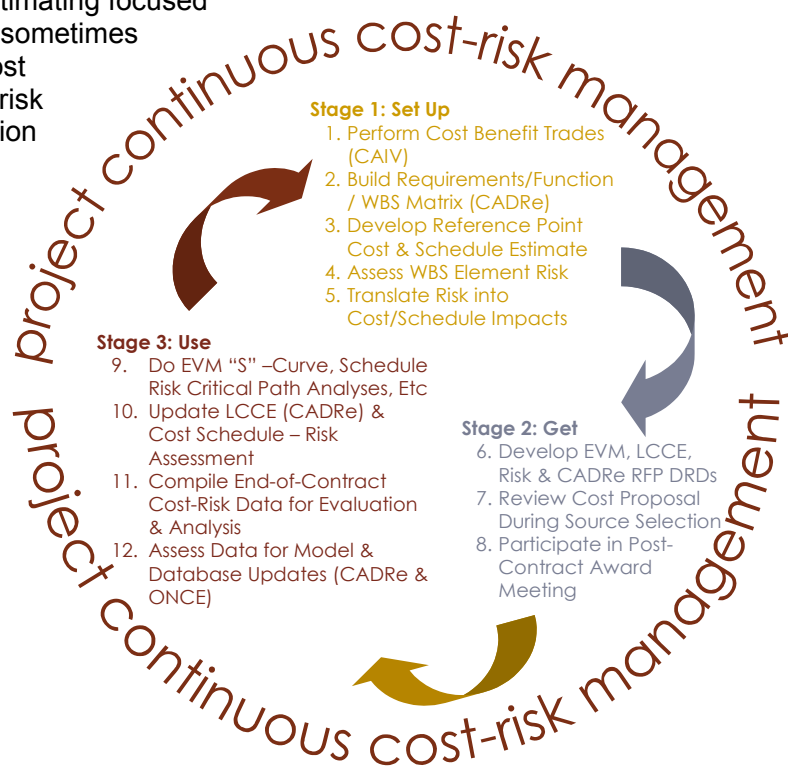 timating focused
sometimes
ost
risk
ion
project continuous cost-risk management
Stage 1: Set Up
1. Perform Cost Benefit Trades
(CAIV)
2. Build Requirements/Function
/ WBS Matrix (CADRe)
3. Develop Reference Point
Cost & Schedule Estimate
4. Assess WBS Element Risk
5. Translate Risk into
Cost/Schedule Impacts
Stage 2: Get
6. Develop EVM, LCCE,
Risk & CADRe RFP DRDs
7. Review Cost Proposal
During Source Selection
8. Participate in Post-
Contract Award
Meeting
Stage 3: Use
9. Do EVM “S” –Curve, Schedule
Risk Critical Path Analyses, Etc
10. Update LCCE (CADRe) &
Cost Schedule – Risk
Assessment
11. Compile End-of-Contract
Cost-Risk Data for Evaluation
& Analysis
12. Assess Data for Model &
Database Updates (CADRe &
ONCE)
project continuous cost-risk management